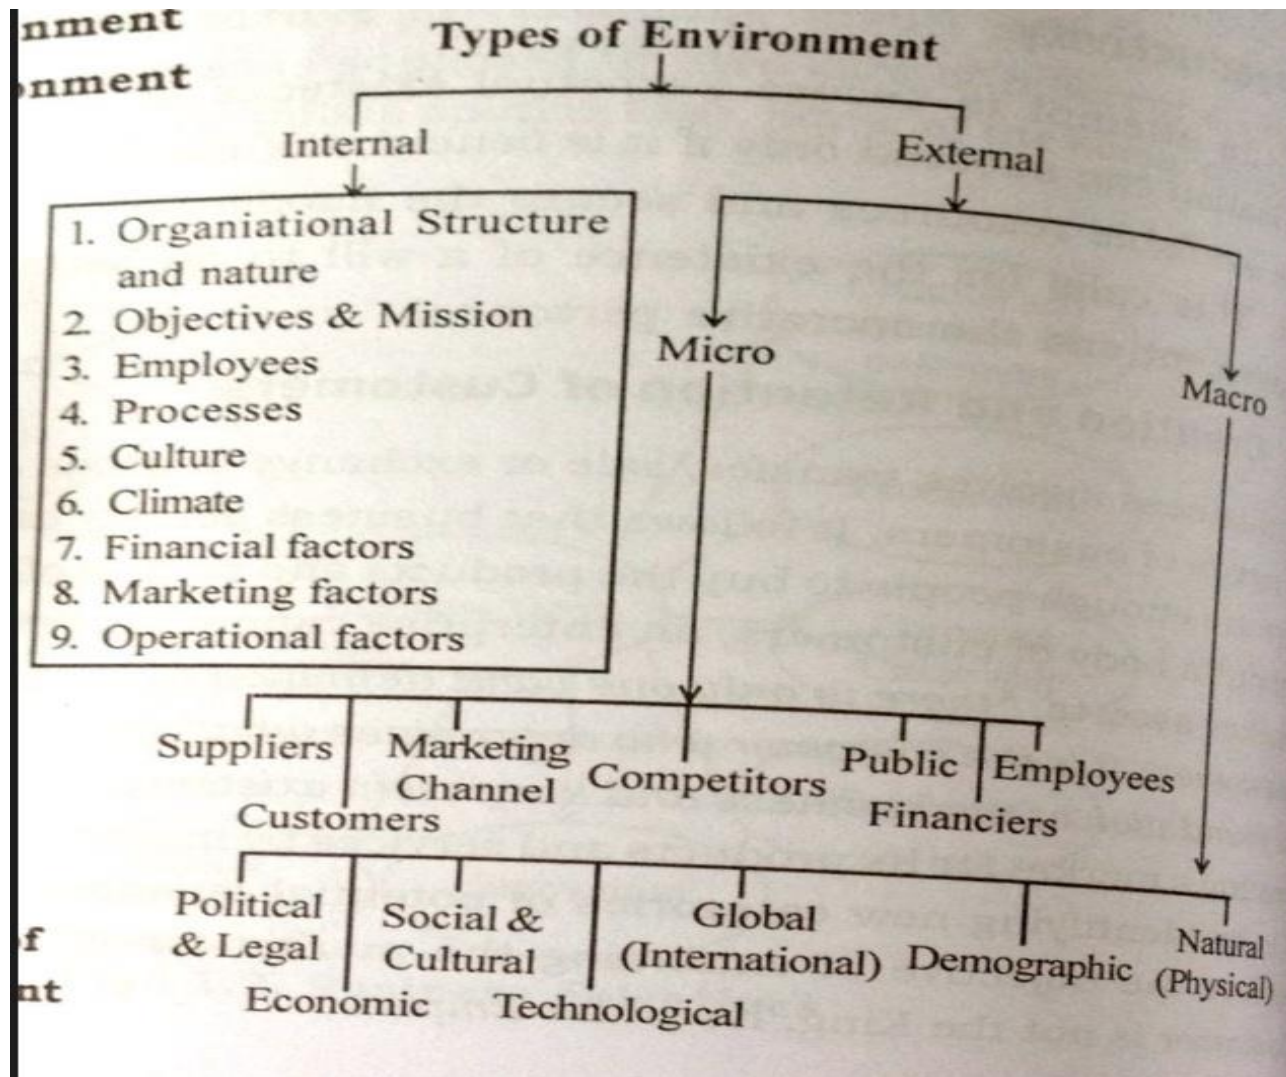 nment
onment
Types of Environment
Internal
External
1. Organiational Structure
and nature
2. Objectives & Mission
3. Employees
4. Processes
5. Culture
6. Climate
7. Financial factors
8. Marketing factors
9. Operational factors
Micro
Macro
Suppliers
Customers
Marketing
Channel
Competitors
Public
Financiers
Employees
Political
& Legal
Economic
Social &
Cultural
Technological
Global
(International)
Demographic
Natural
(Physical)
f
nt